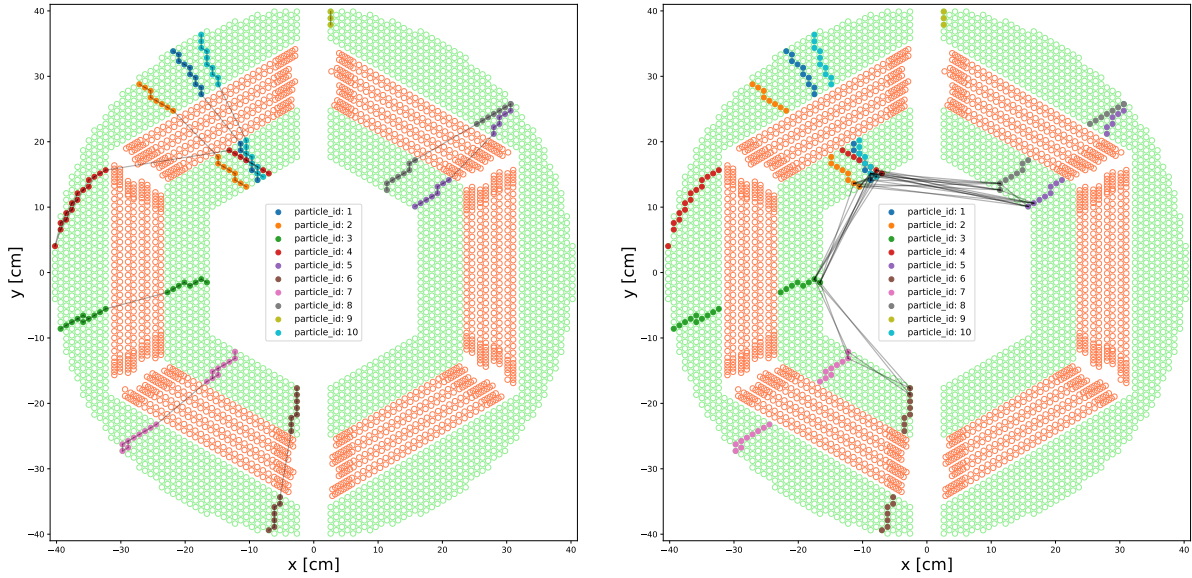 40
30
20
10
0
−10
−20
−30
−40
y [cm]
−40
−30
−20
−10
0
10
20
30
40
x [cm]
particle_id: 1
particle_id: 2
particle_id: 3
particle_id: 4
particle_id: 5
particle_id: 6
particle_id: 7
particle_id: 8
particle_id: 9
particle_id: 10
40
30
20
10
0
−10
−20
−30
−40
y [cm]
−40
−30
−20
−10
0
10
20
30
40
x [cm]
particle_id: 1
particle_id: 2
particle_id: 3
particle_id: 4
particle_id: 5
particle_id: 6
particle_id: 7
particle_id: 8
particle_id: 9
particle_id: 10